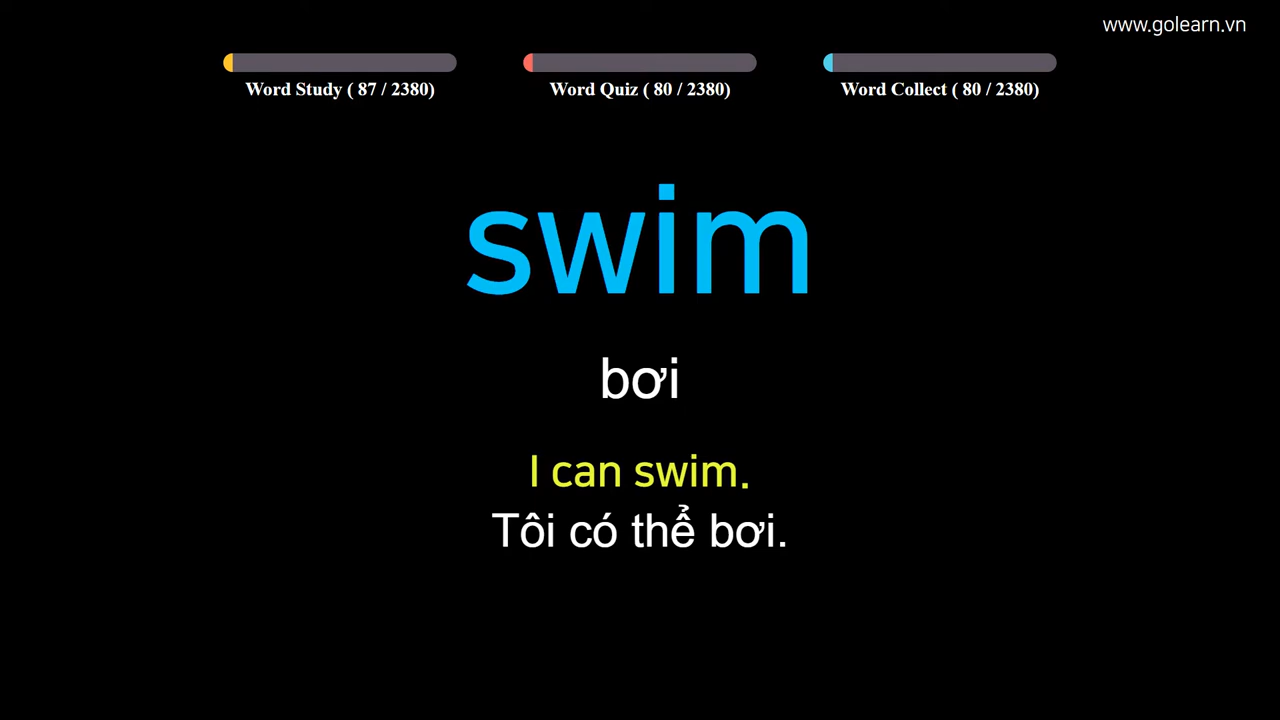 www.golearn.vn
Word Study ( 87 / 2380)
Word Quiz ( 80 / 2380)
Word Collect ( 80 / 2380)
swim
bơi
I can swim.
Tôi có thể bơi.